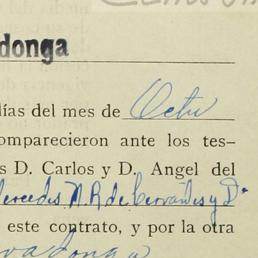 donga
días del mes de Octu
omparecieron ante los tes-
s D. Carlos y D. Angel del
Mercedes M. R. de Cervantes y D.
este contrato, y por la otra
vadonga